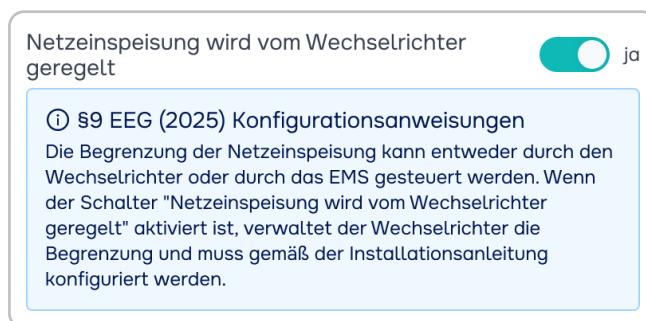 Netzeinspeisung wird vom Wechselrichter
geregelt
ja
§9 EEG (2025) Konfigurationsanweisungen
Die Begrenzung der Netzeinspeisung kann entweder durch den
Wechselrichter oder durch das EMS gesteuert werden. Wenn
der Schalter "Netzeinspeisung wird vom Wechselrichter
geregelt" aktiviert ist, verwaltet der Wechselrichter die
Begrenzung und muss gemäß der Installationsanleitung
konfiguriert werden.